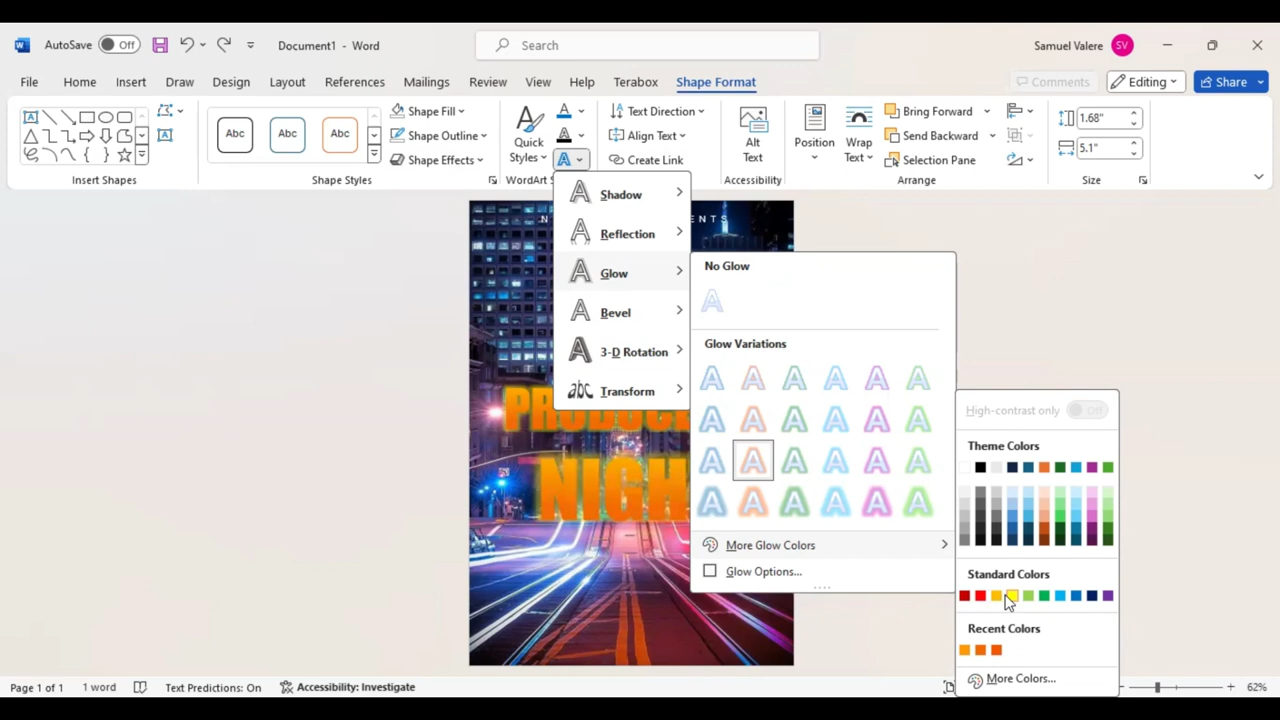 AutoSave Off Document1 - Word Search Samuel Valere SV
File Home Insert Draw Design Layout References Mailings Review View Help Terabox Shape Format Comments Editing Share
Abc Abc Abc
Shape Fill
Shape Outline
Shape Effects
Quick
Styles
Text Direction
Align Text
Create Link
Alt
Text
Position
Wrap
Text
Bring Forward
Send Backward
Selection Pane
1.68"
5.1"
Insert Shapes Shape Styles WordArt S Accessibility Arrange Size
Shadow
Reflection
Glow
Bevel
3-D Rotation
abc Transform
No Glow
Glow Variations
More Glow Colors
Glow Options...
High-contrast only Off
Theme Colors
Standard Colors
Recent Colors
More Colors...
ENTS
NIGH
Page 1 of 1 1 word Text Predictions: On Accessibility: Investigate 62%